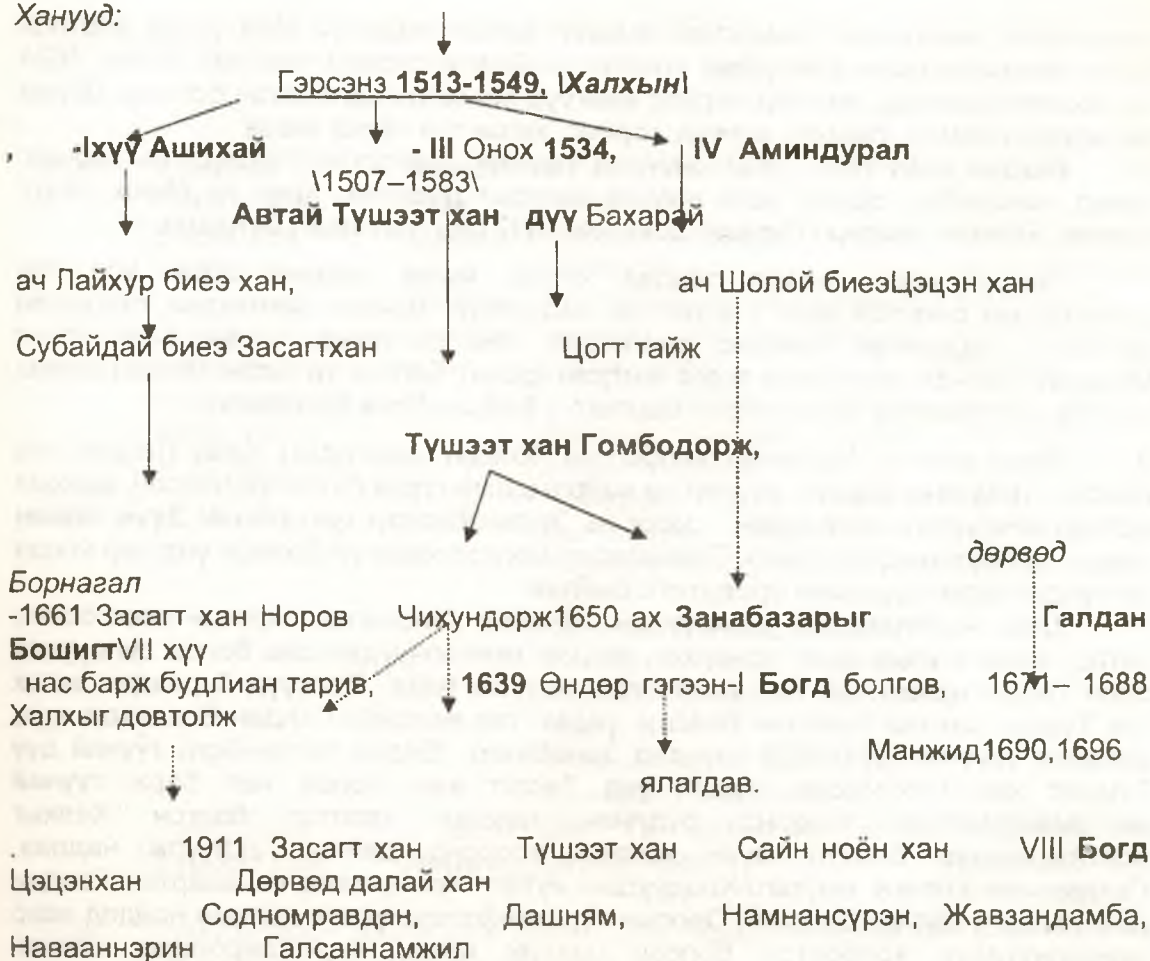 Ханууд:
Гэрсэнз 1513-1549, \Халхын\
-Iхүү Ашихай - III Онох 1534, IV Аминдурал
\1507–1583\
Автай Түшээт хан дүү Бахарай
ач Лайхур биеэ хан, ач Шолой биеэЦэцэн хан
Субайдай биеэ Засагтхан Цогт тайж
Түшээт хан Гомбодорж,
дөрвөд
Борнагал
-1661 Засагт хан Норов Чихундорж1650 ах Занабазарыг Галдан
БошигтVIII хүү
нас барж будлиан тарив, 1639 Өндөр гэгээн-I Богд болгов, 1671– 1688
Халхыг довтолж
Манжид1690,1696
ялагдав.
1911 Засагт хан Түшээт хан Сайн ноён хан VIII Богд
Цэцэнхан Дөрвөд далай хан
Содномравдан, Дашням, Намнансүрэн, Жавзандамба,
Наваaннэрин Галсаннамжил